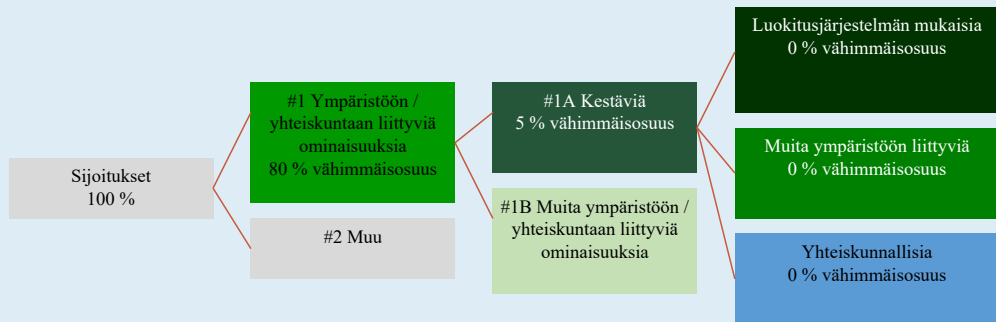 Sijoitukset
100 %
#1 Ympäristöön /
yhteiskuntaan liittyviä
ominaisuuksia
80 % vähimmäisosuus
#2 Muu
#1A Kestäviä
5 % vähimmäisosuus
#1B Muita ympäristöön /
yhteiskuntaan liittyviä
ominaisuuksia
Luokitusjärjestelmän mukaisia
0 % vähimmäisosuus
Muita ympäristöön liittyviä
0 % vähimmäisosuus
Yhteiskunnallisia
0 % vähimmäisosuus